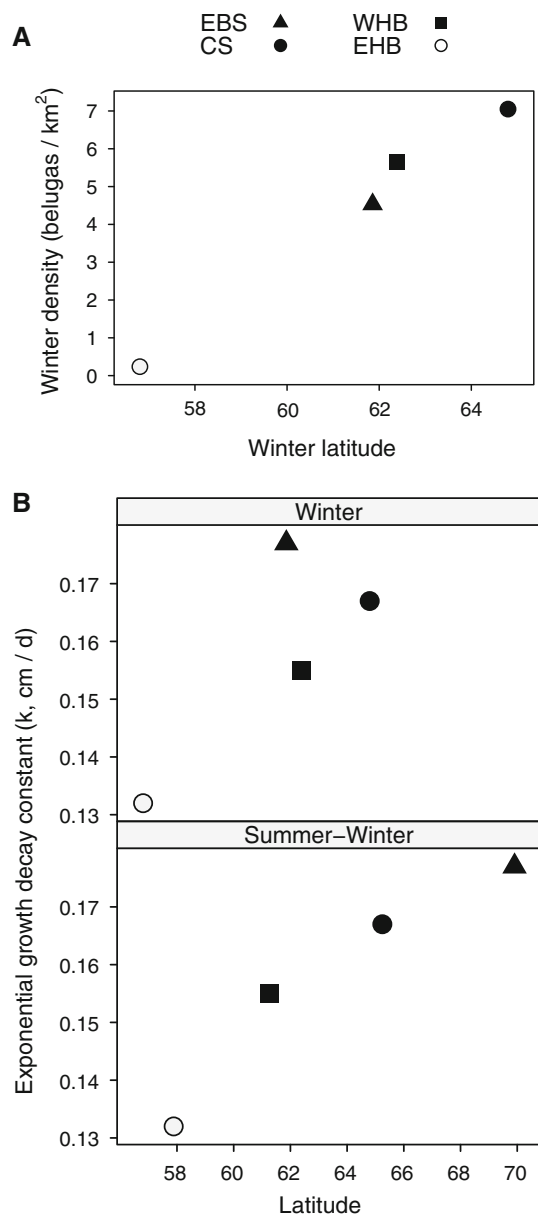 A
EBS WHB
CS EHB
Winter density (belugas / km²)
7
6
5
4
3
2
1
0
58 60 62 64
Winter latitude
B
Winter
Exponential growth decay constant (k, cm / d)
0.17
0.16
0.15
0.14
0.13
Summer–Winter
0.17
0.16
0.15
0.14
0.13
58 60 62 64 66 68 70
Latitude